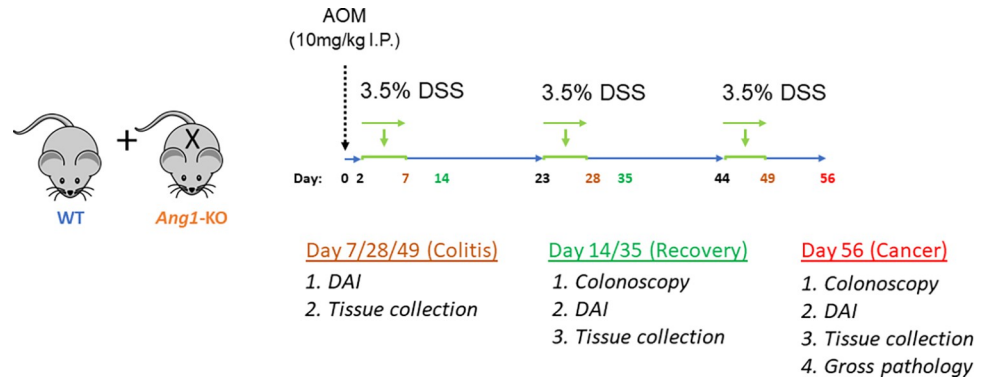 AOM
(10mg/kg I.P.)
3.5% DSS 3.5% DSS 3.5% DSS
+ X
Day: 0 2 7 14 23 28 35 44 49 56
WT Ang1-KO
Day 7/28/49 (Colitis)
1. DAI
2. Tissue collection
Day 14/35 (Recovery)
1. Colonoscopy
2. DAI
3. Tissue collection
Day 56 (Cancer)
1. Colonoscopy
2. DAI
3. Tissue collection
4. Gross pathology